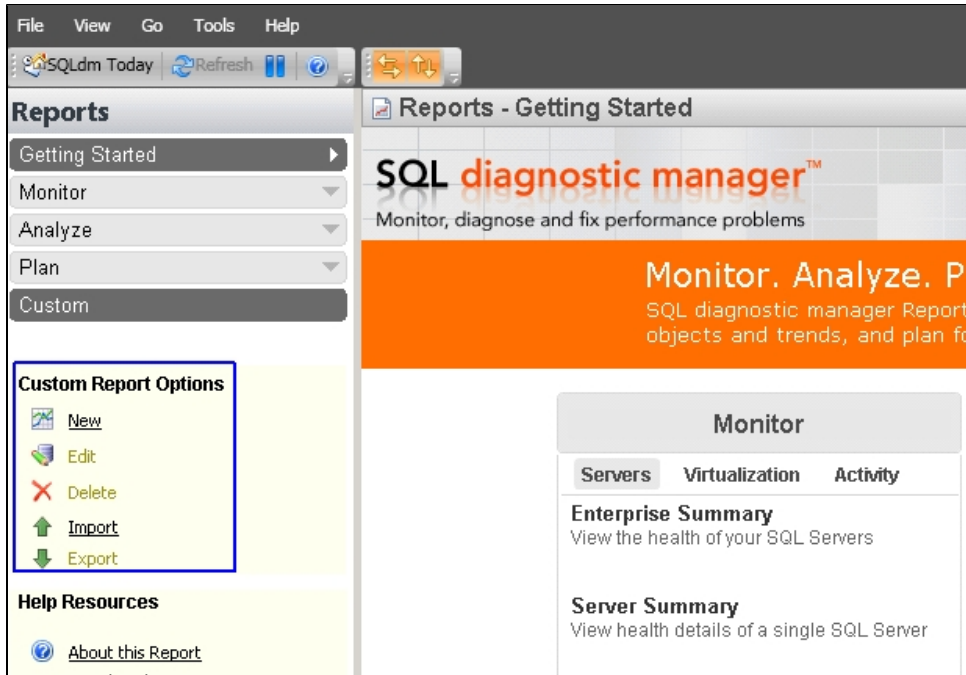 File View Go Tools Help
SQLdm Today Refresh
Reports
Getting Started
Monitor
Analyze
Plan
Custom
Custom Report Options
New
Edit
Delete
Import
Export
Help Resources
About this Report
Reports - Getting Started
SQL diagnostic manager™
Monitor, diagnose and fix performance problems
Monitor. Analyze. P
SQL diagnostic manager Report
objects and trends, and plan fo
Monitor
Servers Virtualization Activity
Enterprise Summary
View the health of your SQL Servers
Server Summary
View health details of a single SQL Server